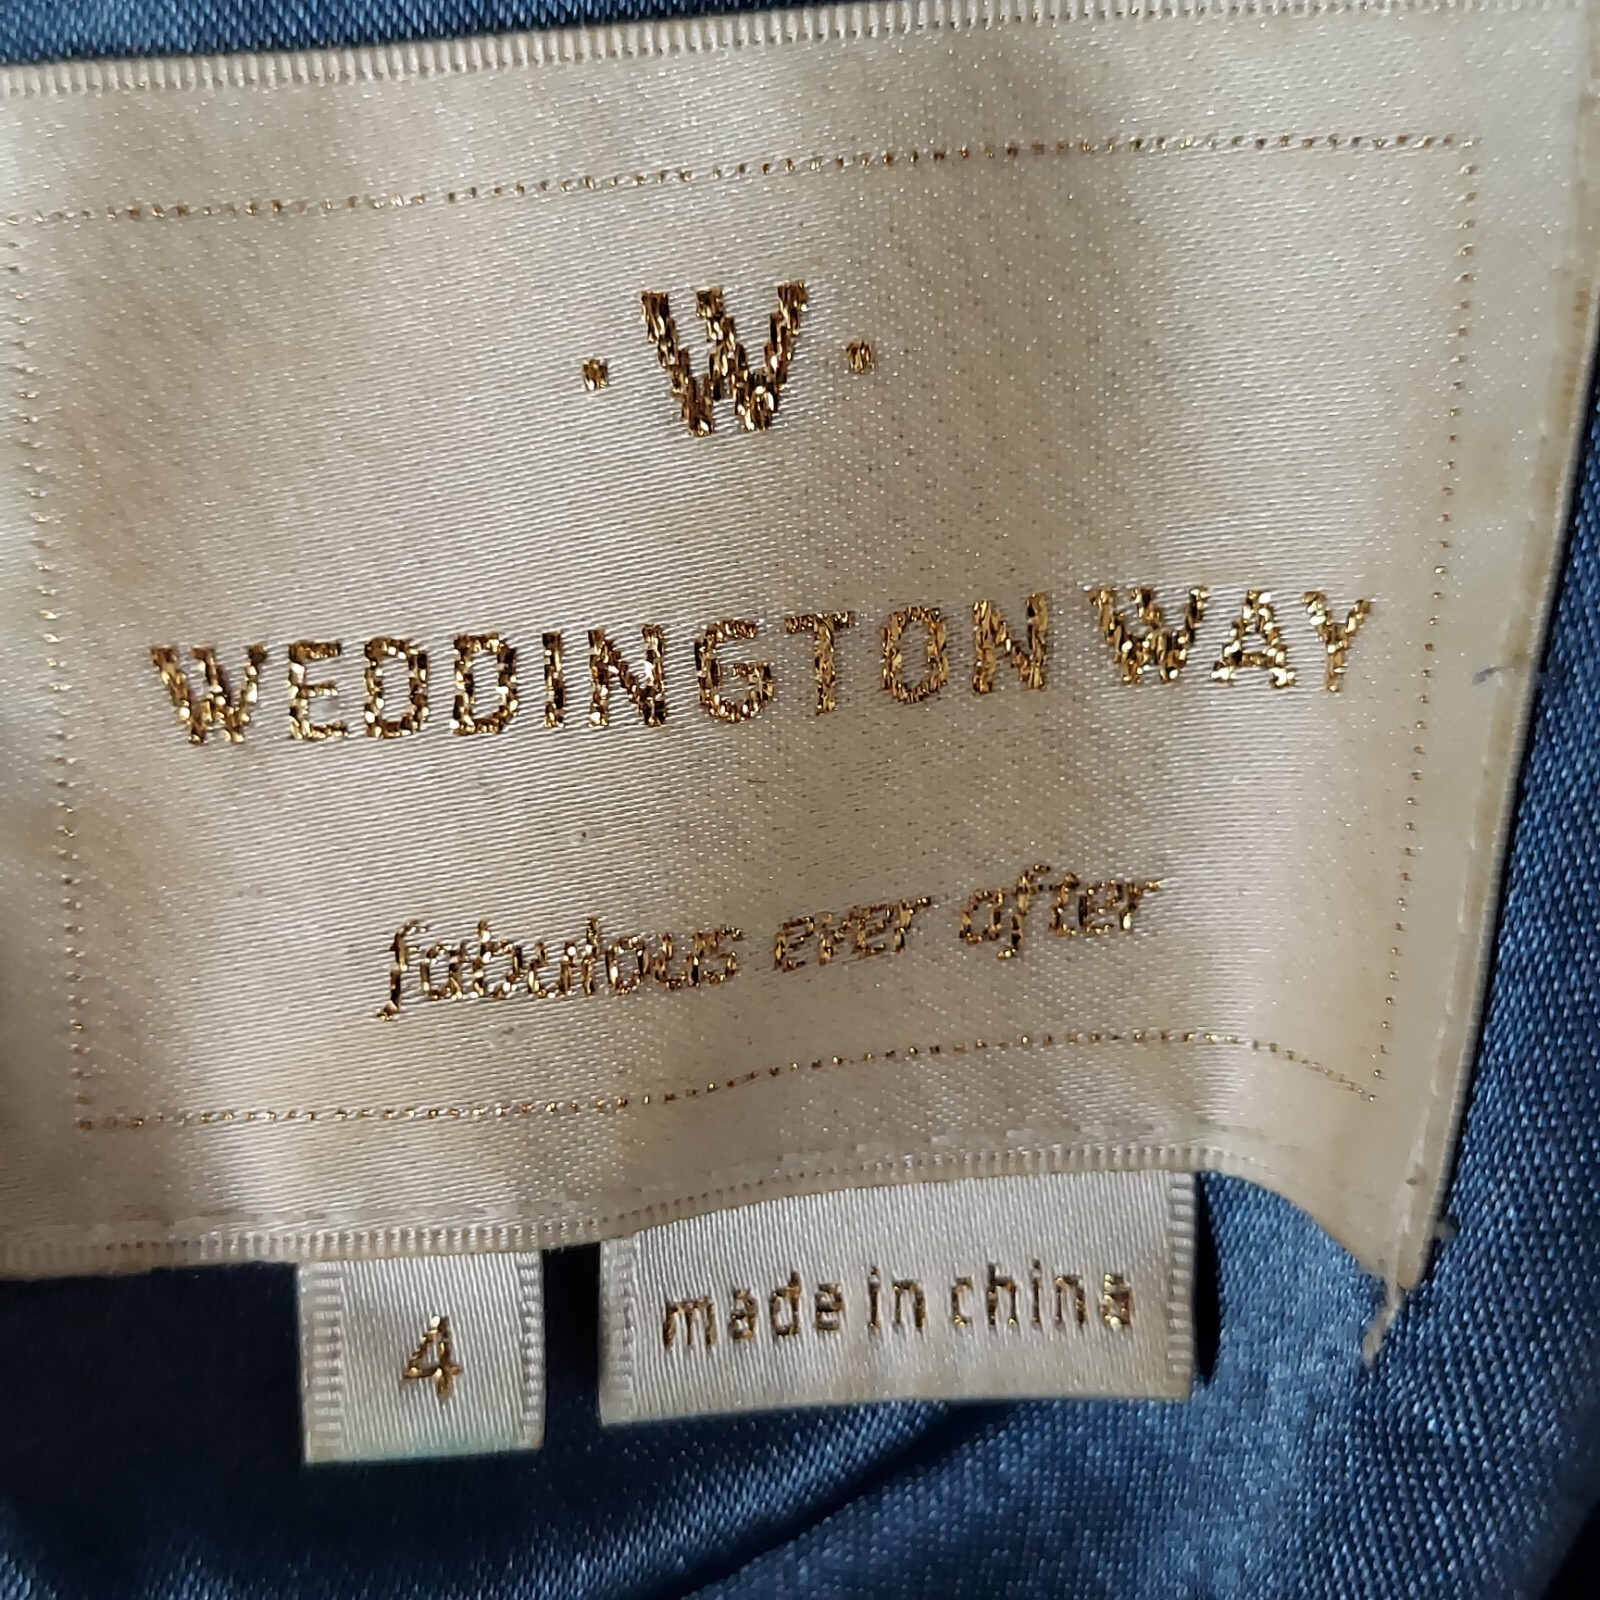 ·W·
WEDDINGTON WAY
fabulous ever after
4
made in china